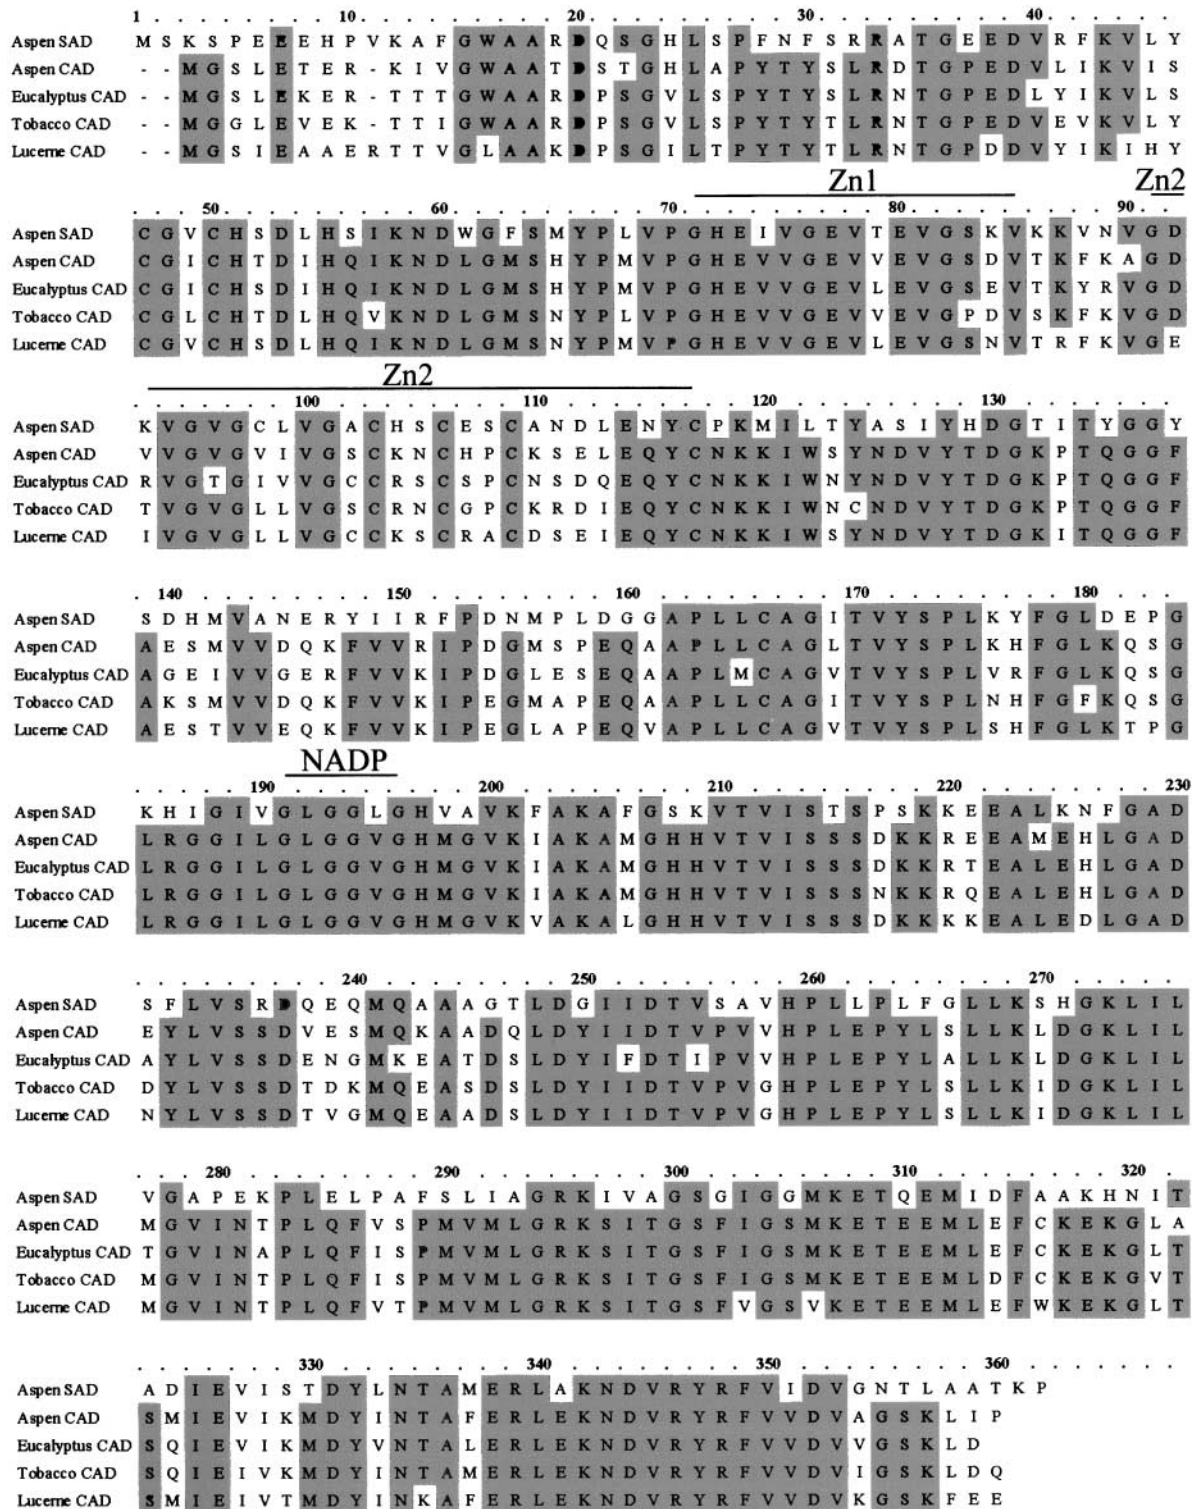 1 10 20 30 40
Aspen SAD M S K S P E E E H P V K A F G W A A R D Q S G H L S P F N F S R R A T G E E D V R F K V L Y
Aspen CAD - - M G S L E T E R - K I V G W A A T D S T G H L A P Y T Y S L R D T G P E D V L I K V I S
Eucalyptus CAD - - M G S L E K E R - T T T G W A A R D P S G V L S P Y T Y S L R N T G P E D L Y I K V L S
Tobacco CAD - - M G G L E V E K - T T I G W A A R D P S G V L S P Y T Y T L R N T G P E D V E V K V L Y
Lucerne CAD - - M G S I E A A E R T T V G L A A K D P S G I L T P Y T Y T L R N T G P D D V Y I K I H Y
Zn1 Zn2
50 60 70 80 90
Aspen SAD C G V C H S D L H S I K N D W G F S M Y P L V P G H E I V G E V T E V G S K V K K V N V G D
Aspen CAD C G I C H T D I H Q I K N D L G M S H Y P M V P G H E V V G E V V E V G S D V T K F K A G D
Eucalyptus CAD C G I C H S D I H Q I K N D L G M S H Y P M V P G H E V V G E V L E V G S E V T K Y R V G D
Tobacco CAD C G L C H T D L H Q V K N D L G M S N Y P L V P G H E V V G E V V E V G P D V S K F K V G D
Lucerne CAD C G V C H S D L H Q I K N D L G M S N Y P M V P G H E V V G E V L E V G S N V T R F K V G E
Zn2
100 110 120 130
Aspen SAD K V G V G C L V G A C H S C E S C A N D L E N Y C P K M I L T Y A S I Y H D G T I T Y G G Y
Aspen CAD V V G V G V I V G S C K N C H P C K S E L E Q Y C N K K I W S Y N D V Y T D G K P T Q G G F
Eucalyptus CAD R V G T G I V V G C C R S C S P C N S D Q E Q Y C N K K I W N Y N D V Y T D G K P T Q G G F
Tobacco CAD T V G V G L L V G S C R N C G P C K R D I E Q Y C N K K I W N C N D V Y T D G K P T Q G G F
Lucerne CAD I V G V G L L V G C C K S C R A C D S E I E Q Y C N K K I W S Y N D V Y T D G K I T Q G G F
140 150 160 170 180
Aspen SAD S D H M V A N E R Y I I R F P D N M P L D G G A P L L C A G I T V Y S P L K Y F G L D E P G
Aspen CAD A E S M V V D Q K F V V R I P D G M S P E Q A A P L L C A G L T V Y S P L K H F G L K Q S G
Eucalyptus CAD A G E I V V G E R F V V K I P D G L E S E Q A A P L M C A G V T V Y S P L V R F G L K Q S G
Tobacco CAD A K S M V V D Q K F V V K I P E G M A P E Q A A P L L C A G I T V Y S P L N H F G F K Q S G
Lucerne CAD A E S T V V E Q K F V V K I P E G L A P E Q V A P L L C A G V T V Y S P L S H F G L K T P G
NADP
190 200 210 220 230
Aspen SAD K H I G I V G L G G L G H V A V K F A K A F G S K V T V I S T S P S K K E E A L K N F G A D
Aspen CAD L R G G I L G L G G V G H M G V K I A K A M G H H V T V I S S S D K K R E E A M E H L G A D
Eucalyptus CAD L R G G I L G L G G V G H M G V K I A K A M G H H V T V I S S S D K K R T E A L E H L G A D
Tobacco CAD L R G G I L G L G G V G H M G V K I A K A M G H H V T V I S S S N K K R Q E A L E H L G A D
Lucerne CAD L R G G I L G L G G V G H M G V K V A K A L G H H V T V I S S S D K K K K E A L E D L G A D
240 250 260 270
Aspen SAD S F L V S R D Q E Q M Q A A A G T L D G I I D T V S A V H P L L P L F G L L K S H G K L I L
Aspen CAD E Y L V S S D V E S M Q K A A D Q L D Y I I D T V P V V H P L E P Y L S L L K L D G K L I L
Eucalyptus CAD A Y L V S S D E N G M K E A T D S L D Y I F D T I P V V H P L E P Y L A L L K L D G K L I L
Tobacco CAD D Y L V S S D T D K M Q E A S D S L D Y I I D T V P V G H P L E P Y L S L L K I D G K L I L
Lucerne CAD N Y L V S S D T V G M Q E A A D S L D Y I I D T V P V G H P L E P Y L S L L K I D G K L I L
280 290 300 310 320
Aspen SAD V G A P E K P L E L P A F S L I A G R K I V A G S G I G G M K E T Q E M I D F A A K H N I T
Aspen CAD M G V I N T P L Q F V S P M V M L G R K S I T G S F I G S M K E T E E M L E F C K E K G L A
Eucalyptus CAD T G V I N A P L Q F I S P M V M L G R K S I T G S F I G S M K E T E E M L E F C K E K G L T
Tobacco CAD M G V I N T P L Q F I S P M V M L G R K S I T G S F I G S M K E T E E M L D F C K E K G V T
Lucerne CAD M G V I N T P L Q F V T P M V M L G R K S I T G S F V G S V K E T E E M L E F W K E K G L T
330 340 350 360
Aspen SAD A D I E V I S T D Y L N T A M E R L A K N D V R Y R F V I D V G N T L A A T K P
Aspen CAD S M I E V I K M D Y I N T A F E R L E K N D V R Y R F V V D V A G S K L I P
Eucalyptus CAD S Q I E V I K M D Y V N T A L E R L E K N D V R Y R F V V D V V G S K L D
Tobacco CAD S Q I E I V K M D Y I N T A M E R L E K N D V R Y R F V V D V I G S K L D Q
Lucerne CAD S M I E I V T M D Y I N K A F E R L E K N D V R Y R F V V D V K G S K F E E